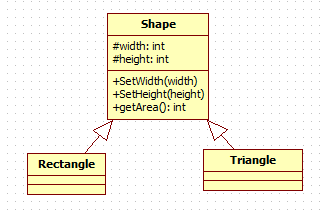 Shape
#width: int
#height: int
+SetWidth(width)
+SetHeight(height)
+getArea(): int
Rectangle
Triangle